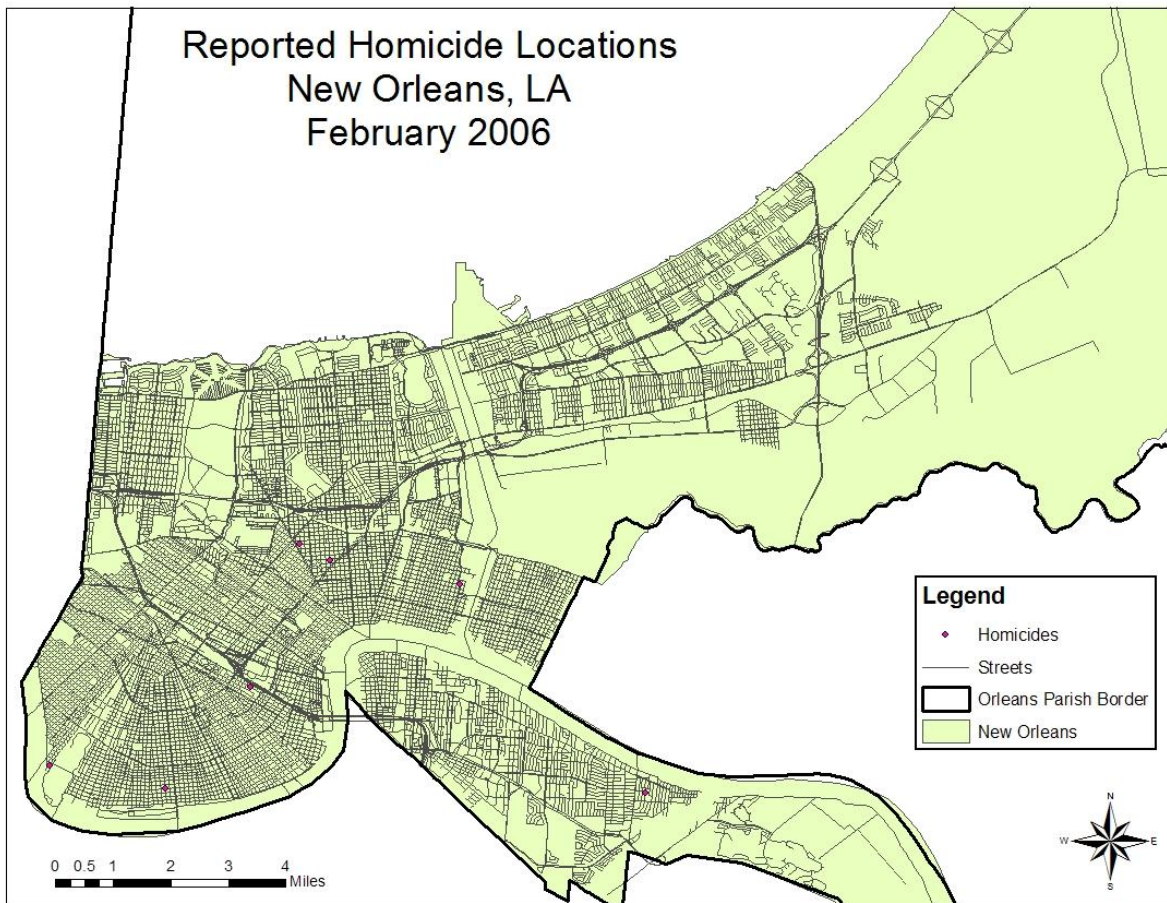 Reported Homicide Locations
New Orleans, LA
February 2006
Legend
Homicides
Streets
Orleans Parish Border
New Orleans
N
W E
S
0 0.5 1 2 3 4
Miles